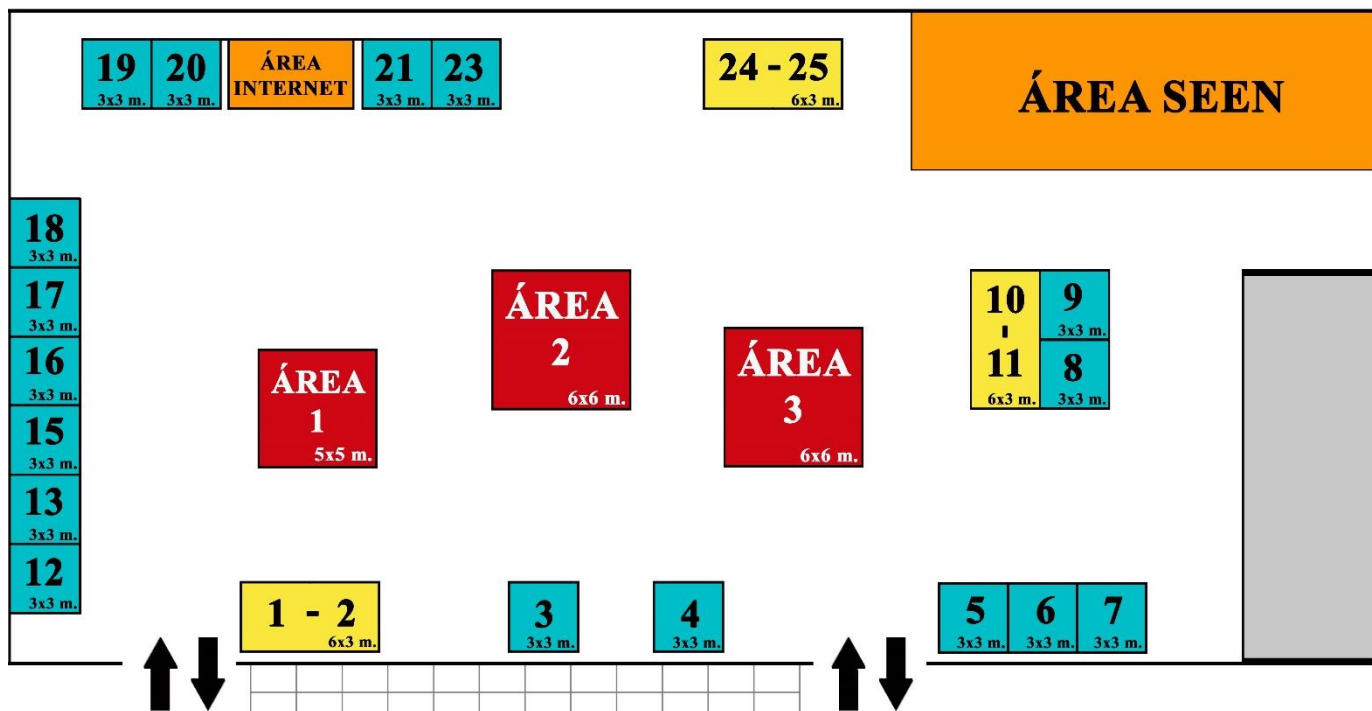 19
3x3 m.
20
3x3 m.
ÁREA
INTERNET
21
3x3 m.
23
3x3 m.
24 - 25
6x3 m.
ÁREA SEEN
18
3x3 m.
17
3x3 m.
16
3x3 m.
15
3x3 m.
13
3x3 m.
12
3x3 m.
ÁREA
1
5x5 m.
ÁREA
2
6x6 m.
ÁREA
3
6x6 m.
10
-
11
6x3 m.
9
3x3 m.
8
3x3 m.
1 - 2
6x3 m.
3
3x3 m.
4
3x3 m.
5
3x3 m.
6
3x3 m.
7
3x3 m.